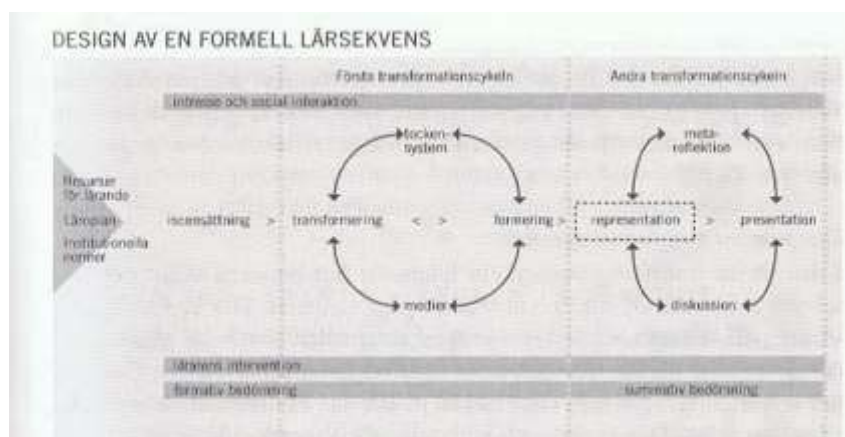 DESIGN AV EN FORMELL LÄRSEKVENS
Första transformationscykeln
Andra transformationscykeln
intresse och social interaktion
tecken-
system
meta-
reflektion
Resurser
för lärande
Läroplan
Institutionella
normer
iscensättning > transformering < > formering > representation > presentation
medier
diskussion
lärarens intervention
formativ bedömning
summativ bedömning